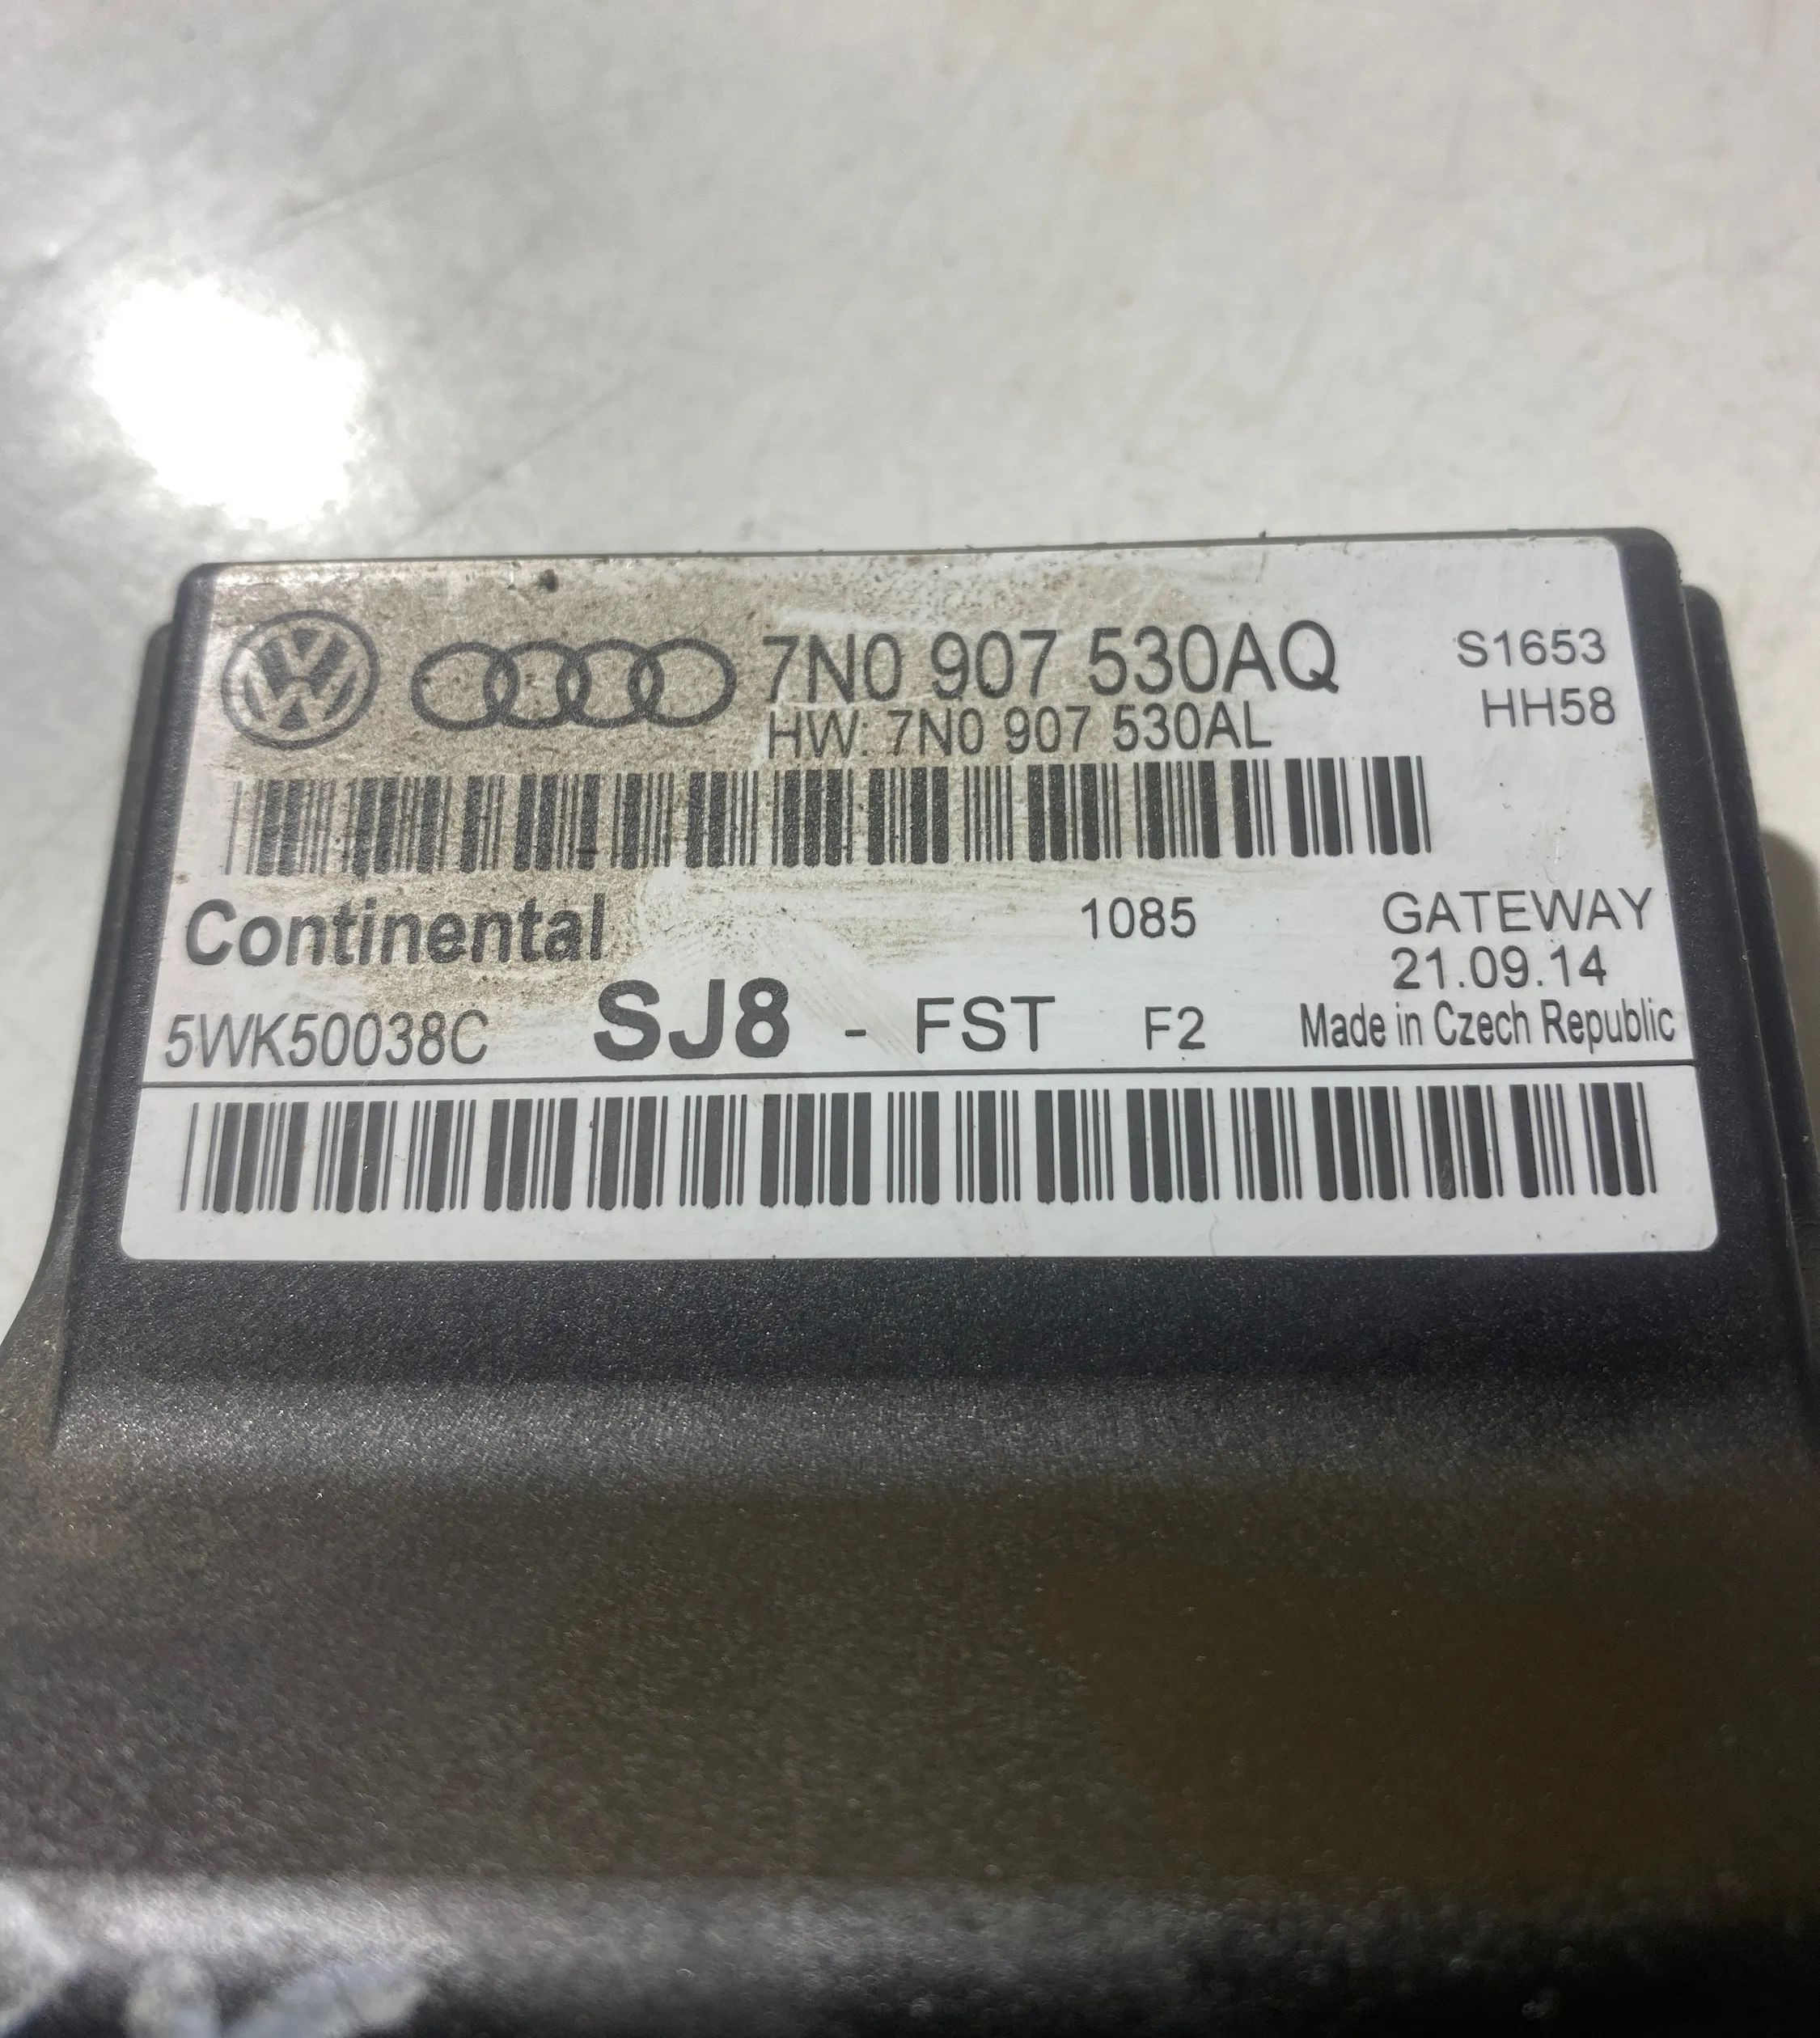 7N0 907 530AQ S1653
HW: 7N0 907 530AL HH58
Continental 1085 GATEWAY
21.09.14
5WK50038C SJ8 - FST F2 Made in Czech Republic